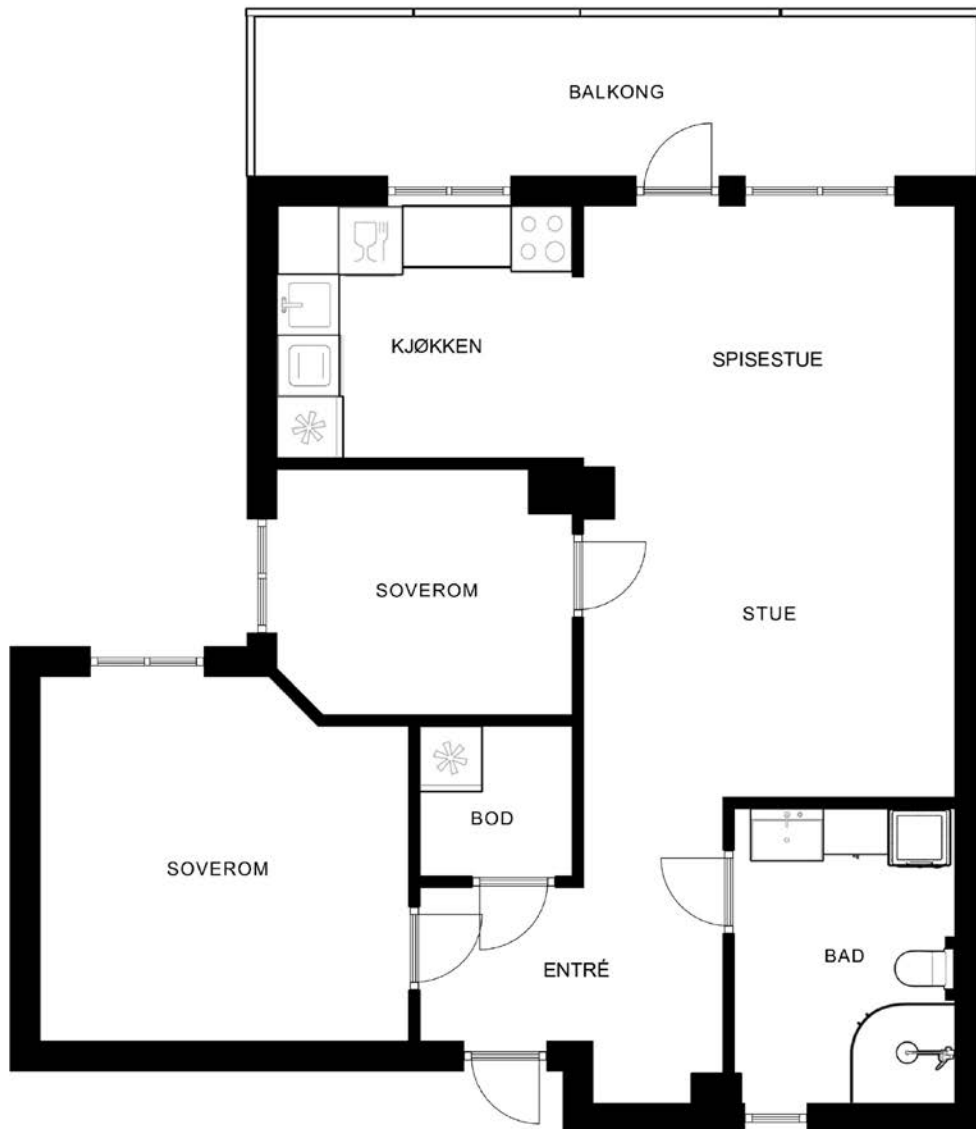 BALKONG
KJØKKEN
SPISESTUE
SOVEROM
STUE
BOD
SOVEROM
ENTRÉ
BAD